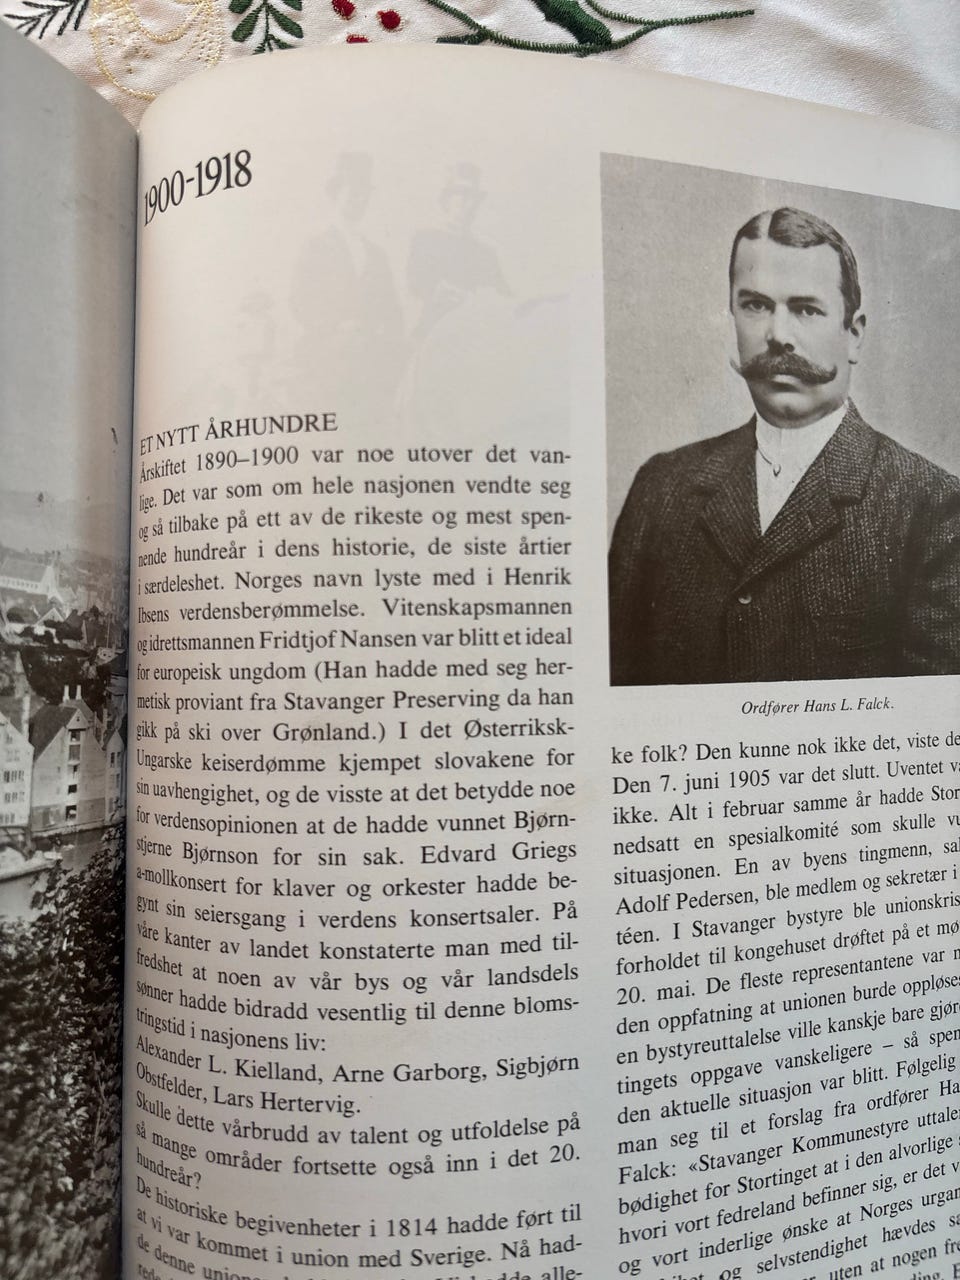 1900-1918
ET NYTT ÅRHUNDRE
Årskiftet 1890–1900 var noe utover det van-
lige. Det var som om hele nasjonen vendte seg
og så tilbake på ett av de rikeste og mest spen-
nende hundreår i dens historie, de siste årtier
i særdeleshet. Norges navn lyste med i Henrik
Ibsens verdensberømmelse. Vitenskapsmannen
og idrettsmannen Fridtjof Nansen var blitt et ideal
for europeisk ungdom (Han hadde med seg her-
metisk proviant fra Stavanger Preserving da han
gikk på ski over Grønland.) I det Østerriksk-
Ungarske keiserdømme kjempet slovakene for
sin uavhengighet, og de visste at det betydde noe
for verdensopinionen at de hadde vunnet Bjørn-
stjerne Bjørnson for sin sak. Edvard Griegs
a-mollkonsert for klaver og orkester hadde be-
gynt sin seiersgang i verdens konsertsaler. På
våre kanter av landet konstaterte man med til-
fredshet at noen av vår bys og vår landsdels
sønner hadde bidradd vesentlig til denne bloms-
tringstid i nasjonens liv:
Alexander L. Kielland, Arne Garborg, Sigbjørn
Obstfelder, Lars Hertervig.
Skulle dette vårbrudd av talent og utfoldelse på
så mange områder fortsette også inn i det 20.
hundreår?
De historiske begivenheter i 1814 hadde ført til
at vi var kommet i union med Sverige. Nå had-
de denne
Ordfører Hans L. Falck.
ke folk? Den kunne nok ikke det, viste de
Den 7. juni 1905 var det slutt. Uventet
ikke. Alt i februar samme år hadde Stor
nedsatt en spesialkomité som skulle
situasjonen. En av byens tingmenn,
Adolf Pedersen, ble medlem og sekretær i
téen. I Stavanger bystyre ble unionskris
forholdet til kongehuset drøftet på et
20. mai. De fleste representantene var
den oppfatning at unionen burde oppløses
en bystyreuttalelse ville kanskje bare
tingets oppgave vanskeligere – så
den aktuelle situasjon var blitt. Følgelig
man seg til et forslag fra ordfører
Falck: «Stavanger Kommunestyre
bødighet for Stortinget at i den alvorlige
hvori vort fedreland befinner sig, er det
og vort inderlige ønske at Norges
og selvstendighet hævdes
uten at nogen